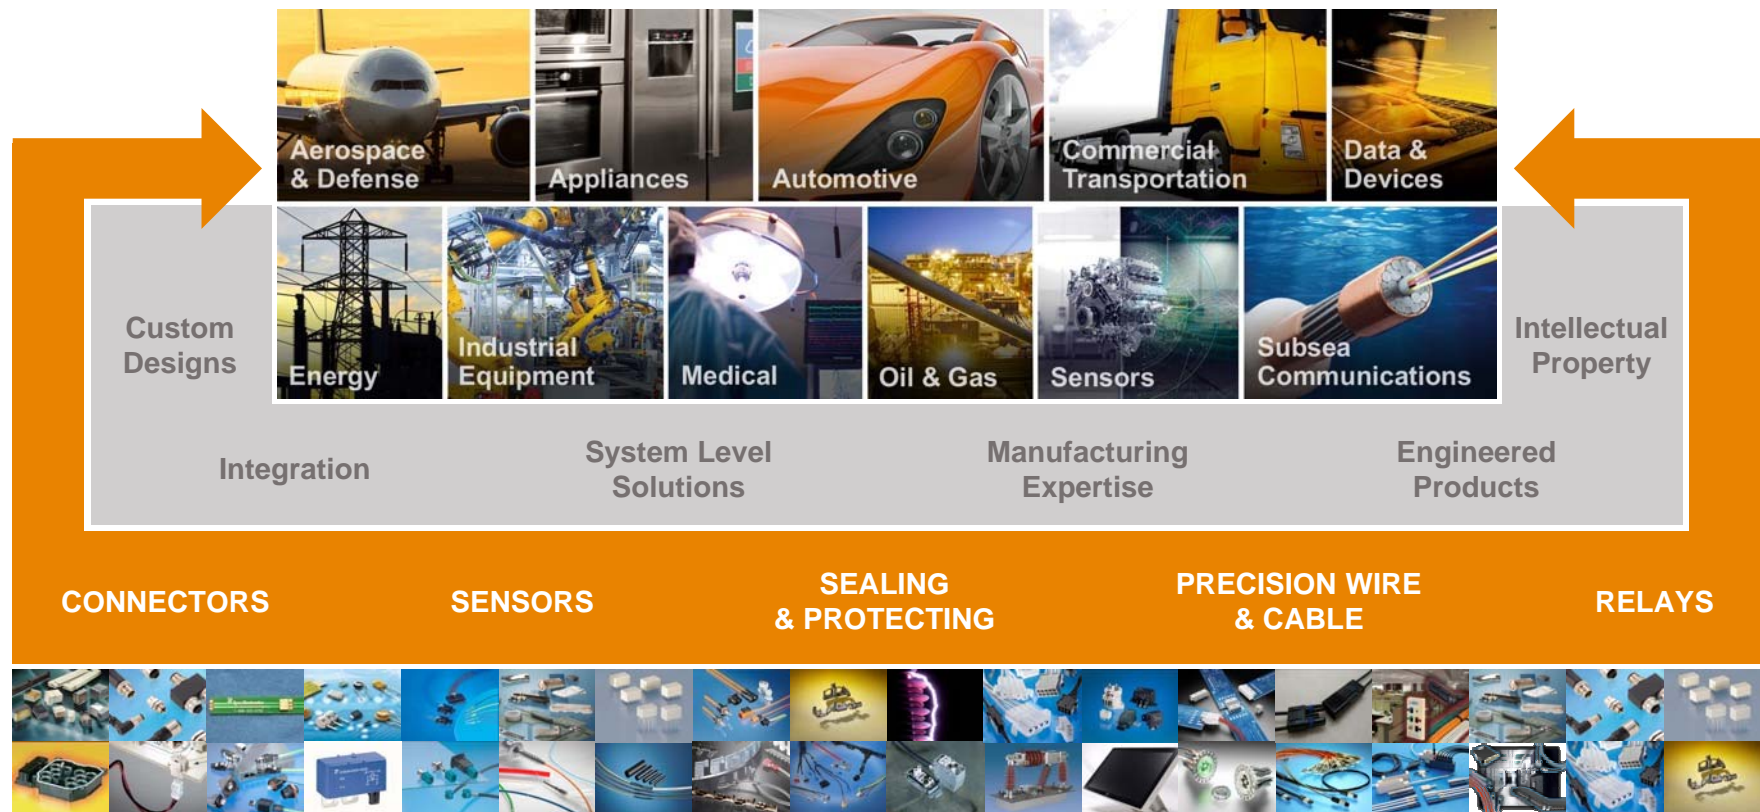 Aerospace
& Defense
Appliances
Automotive
Commercial
Transportation
Data &
Devices
Energy
Industrial
Equipment
Medical
Oil & Gas
Sensors
Subsea
Communications
Custom
Designs
Intellectual
Property
Integration
System Level
Solutions
Manufacturing
Expertise
Engineered
Products
CONNECTORS
SENSORS
SEALING
& PROTECTING
PRECISION WIRE
& CABLE
RELAYS